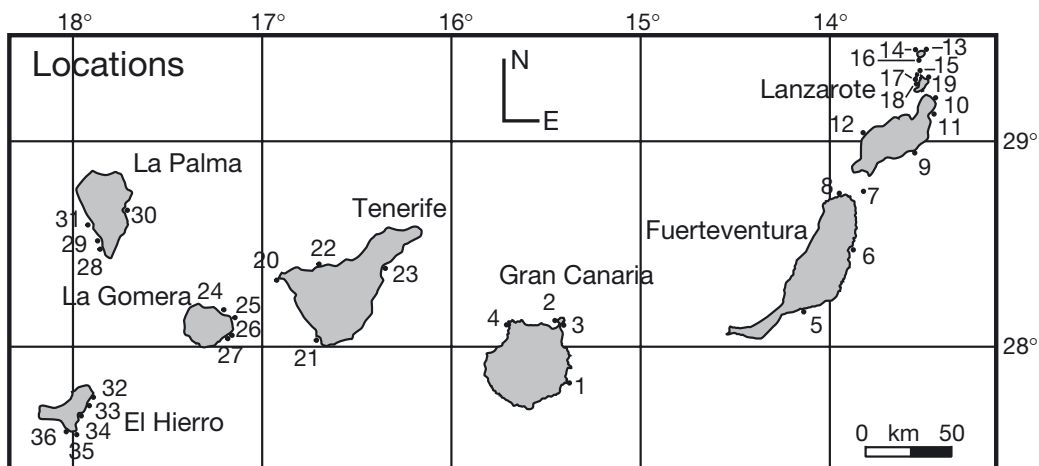 18° 17° 16° 15° 14°
Locations
N
E
14 13
16 15
17 19
Lanzarote
18 10
12 11
29°
9
La Palma
8 7
31 30
Tenerife
Fuerteventura
29
28
22
6
20 23
Gran Canaria
La Gomera 24 25
2
4 3
5
26
27 21
28°
1
32
33 El Hierro
36 34
35
0 km 50